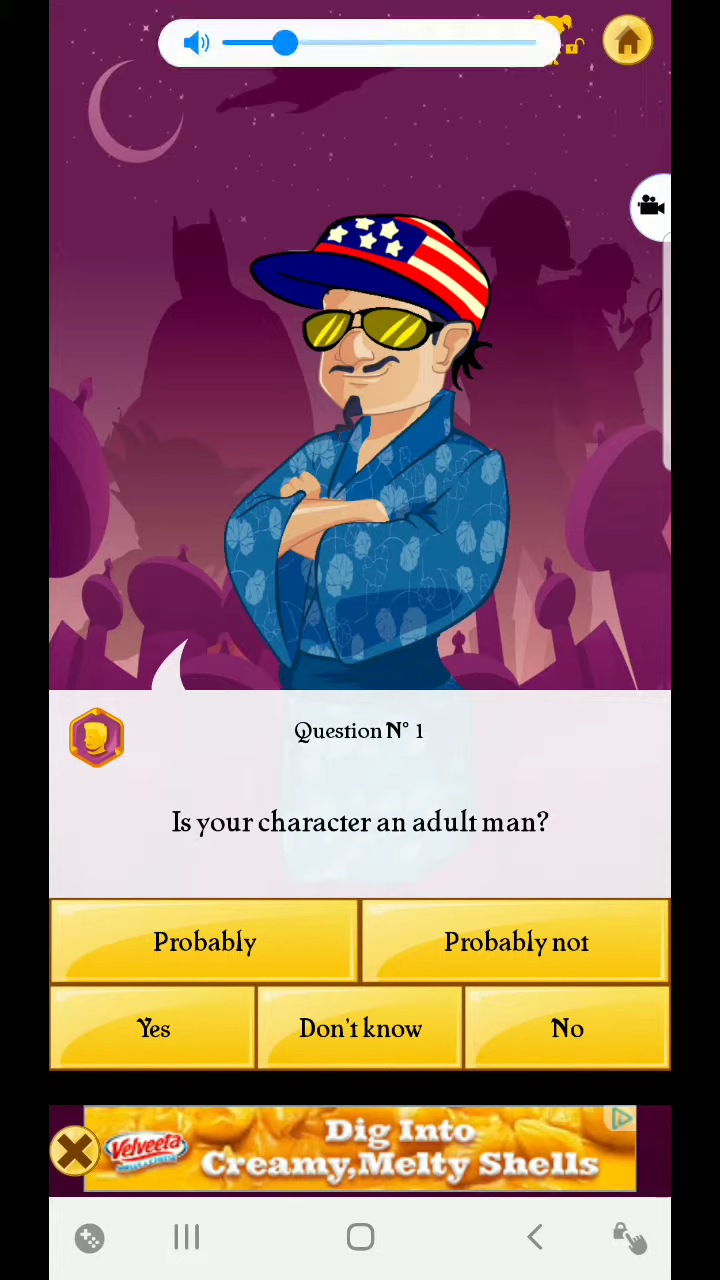 Question N° 1
Is your character an adult man?
Probably
Probably not
Yes
Don't know
No
Velveeta
Dig Into
Creamy,Melty Shells